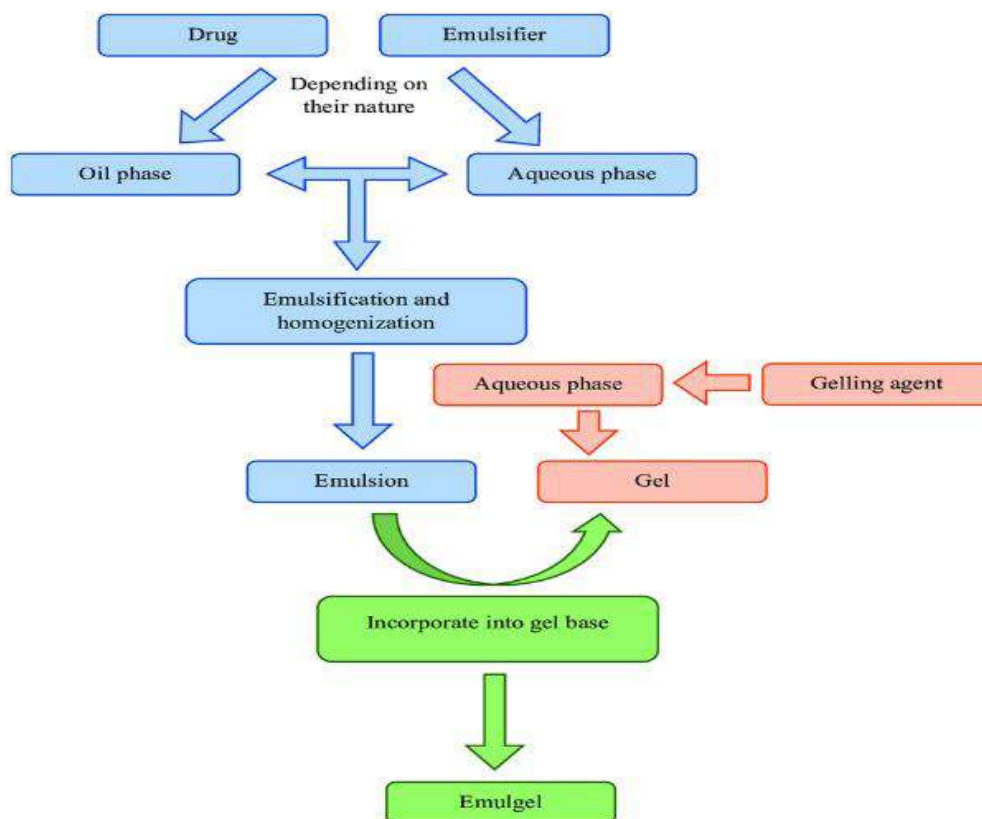 Drug
Emulsifier
Depending on
their nature
Oil phase
Aqueous phase
Emulsification and
homogenization
Aqueous phase
Gelling agent
Emulsion
Gel
Incorporate into gel base
Emulgel